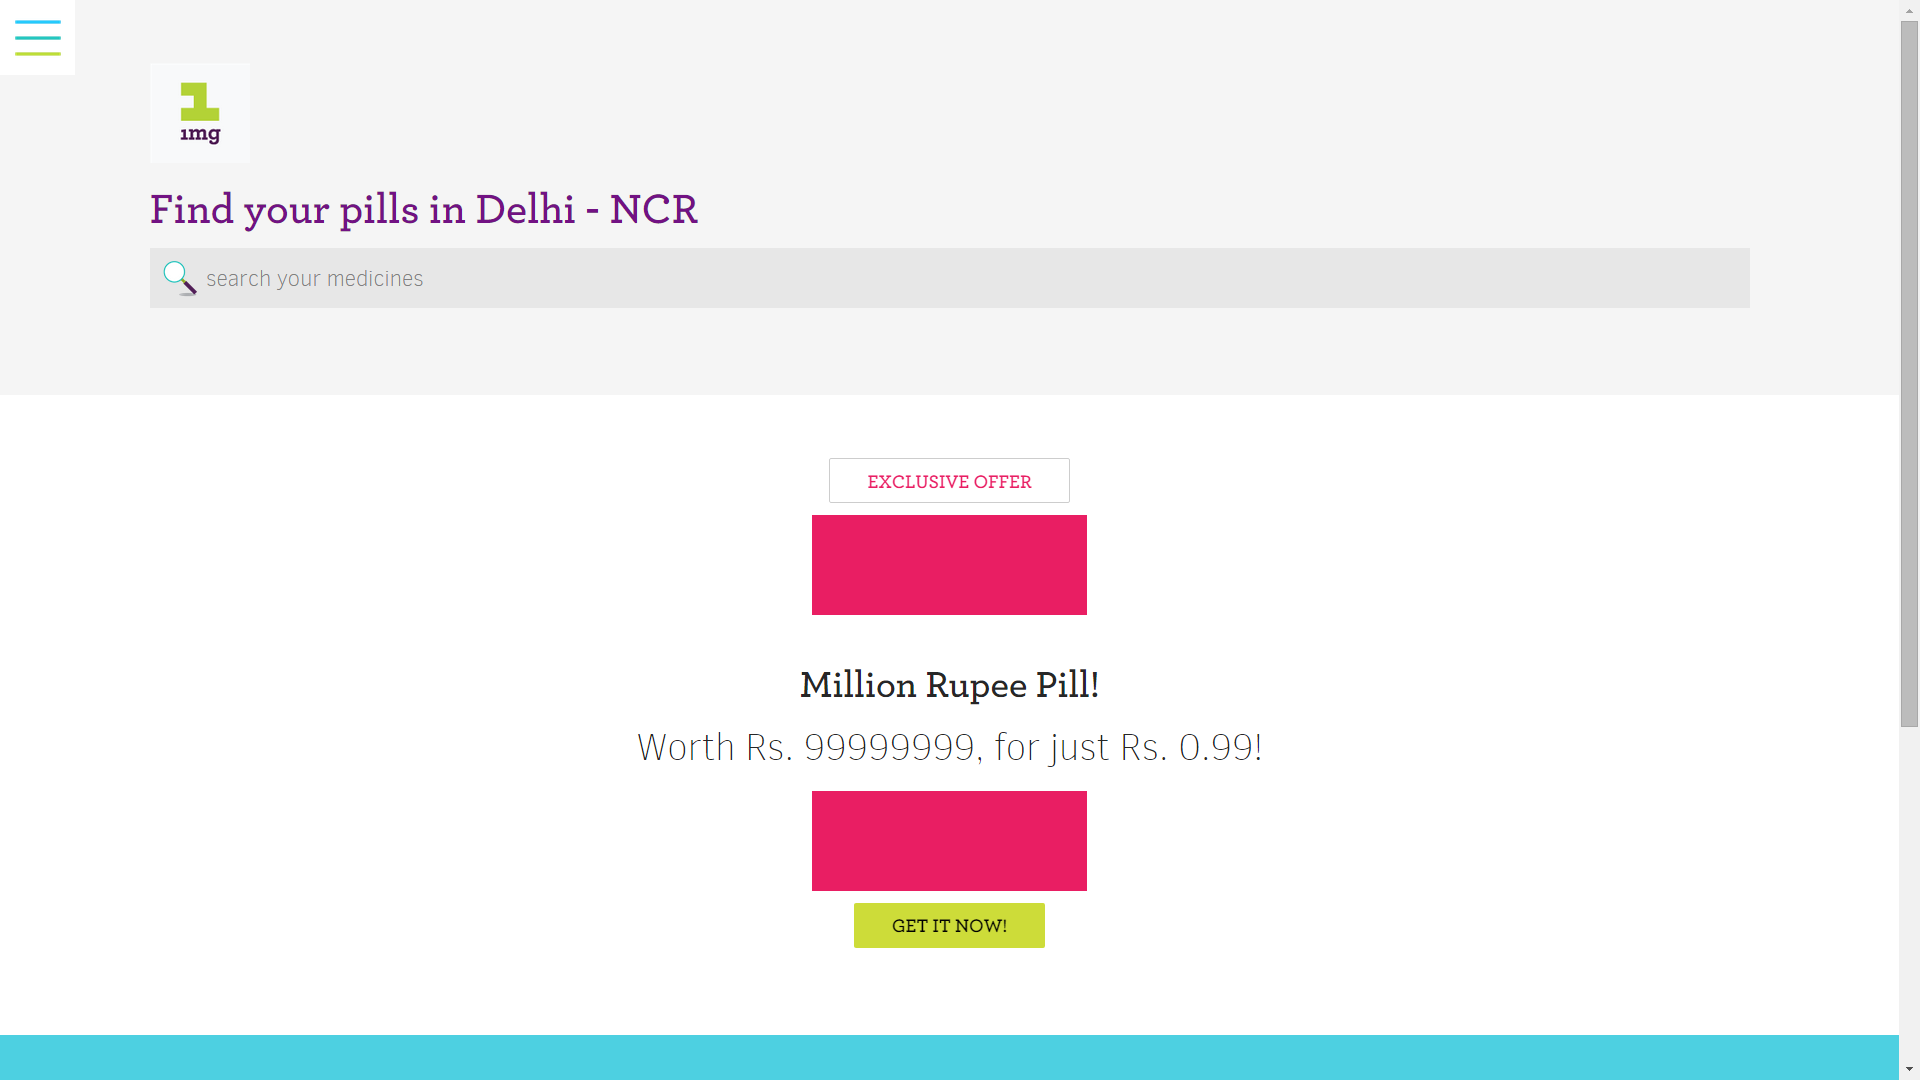 1mg
Find your pills in Delhi - NCR
search your medicines
EXCLUSIVE OFFER
Million Rupee Pill!
Worth Rs. 99999999, for just Rs. 0.99!
GET IT NOW!